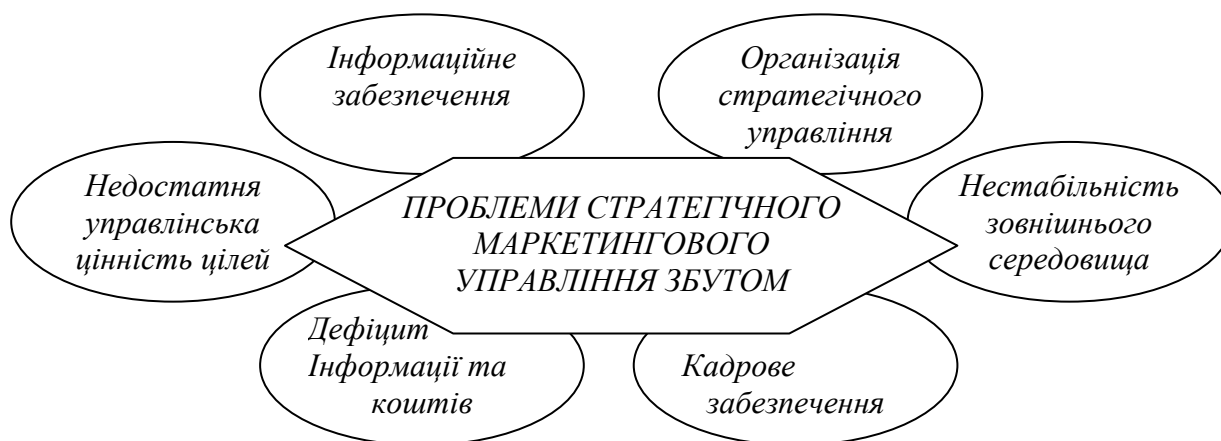 Інформаційне
забезпечення
Організація
стратегічного
управління
Недостатня
управлінська
цінність цілей
ПРОБЛЕМИ СТРАТЕГІЧНОГО
МАРКЕТИНГОВОГО
УПРАВЛІННЯ ЗБУТОМ
Нестабільність
зовнішнього
середовища
Дефіцит
Інформації та
коштів
Кадрове
забезпечення